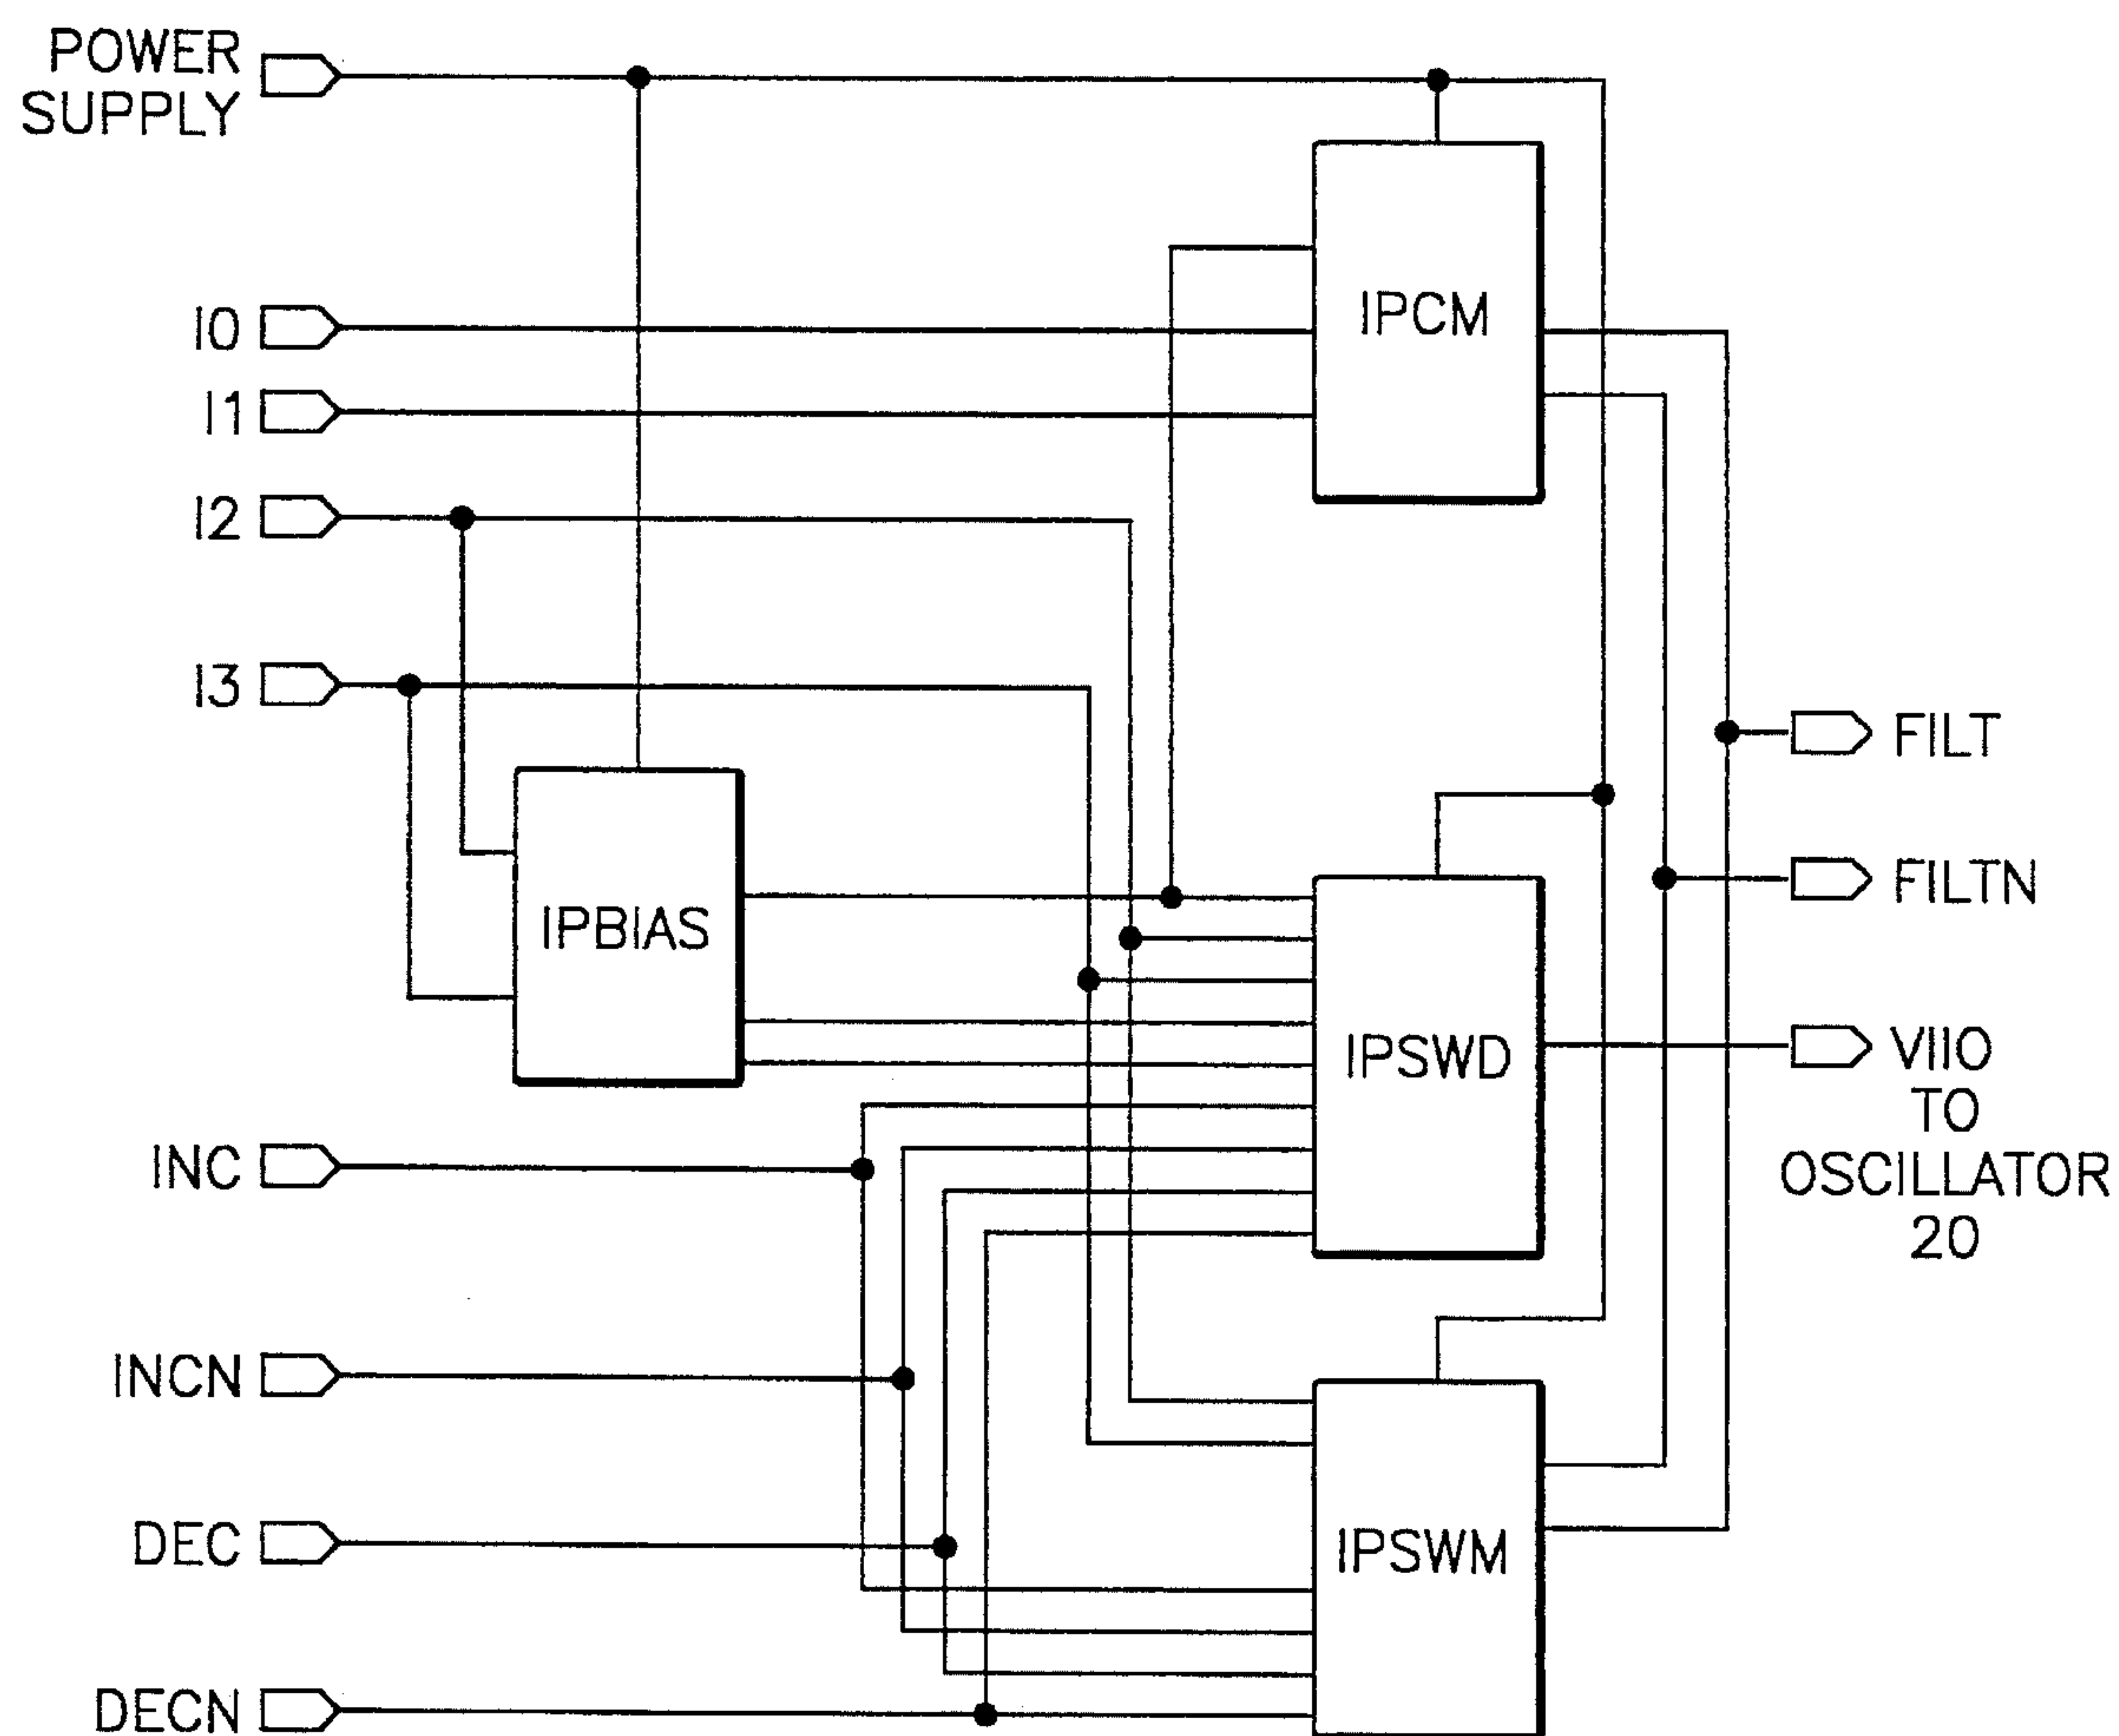 POWER
SUPPLY
I0
I1
I2
I3
INC
INCN
DEC
DECN
IPBIAS
IPCM
IPSWD
IPSWM
FILT
FILTN
VIIO
TO
OSCILLATOR
20